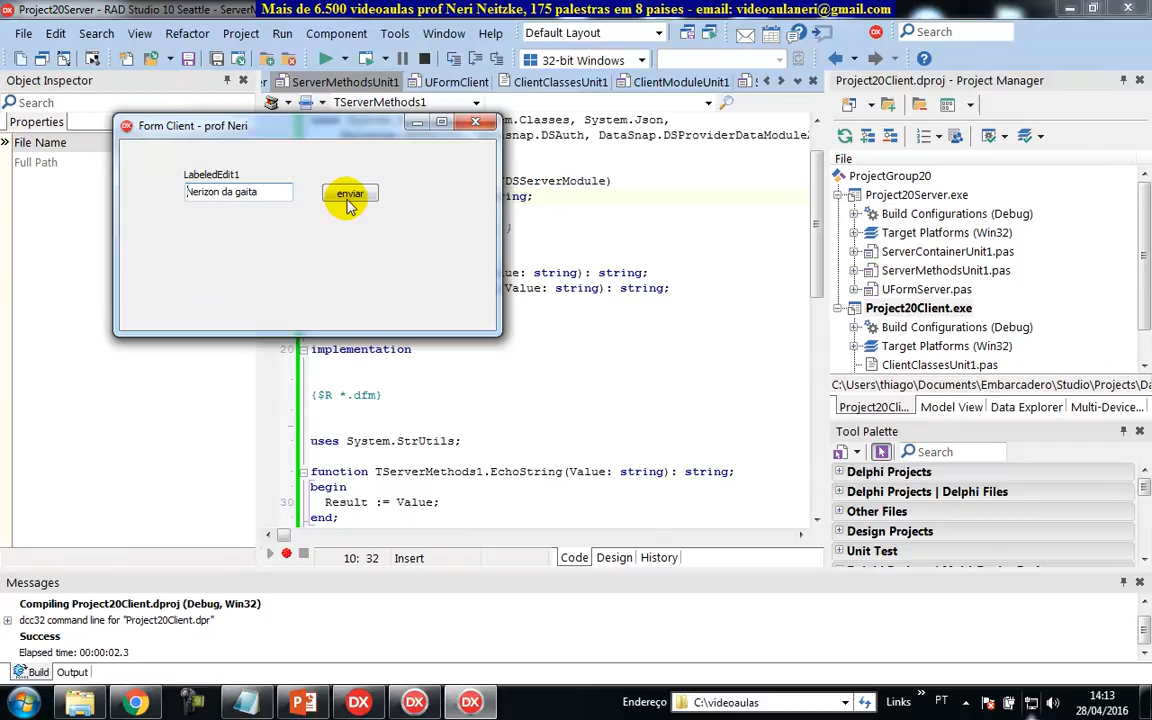 Project20Server - RAD Studio 10 Seattle - Server
Mais de 6.500 videoaulas prof Neri Neitzke, 175 palestras em 8 paises - email: videoaulaneri@gmail.com
File Edit Search View Refactor Project Run Component Tools Window Help
Default Layout
Search
32-bit Windows
Object Inspector
Search
Properties
File Name
Full Path
ServerMethodsUnit1 UFormClient ClientClassesUnit1 ClientModuleUnit1
TServerMethods1
Form Client - prof Neri
LabeledEdit1
Nerizon da gaita
enviar
em.Classes, System.Json,
DataSnap.DSAuth, DataSnap.DSProviderDataModule
DSServerModule)
ing;
}
ue: string): string;
Value: string): string;
20
implementation
{$R *.dfm}
uses System.StrUtils;
function TServerMethods1.EchoString(Value: string): string;
begin
30
Result := Value;
end;
10: 32 Insert
Code Design History
Project20Client.dproj - Project Manager
Search
File
ProjectGroup20
Project20Server.exe
Build Configurations (Debug)
Target Platforms (Win32)
ServerContainerUnit1.pas
ServerMethodsUnit1.pas
UFormServer.pas
Project20Client.exe
Build Configurations (Debug)
Target Platforms (Win32)
ClientClassesUnit1.pas
C:\Users\thiago\Documents\Embarcadero\Studio\Projects\Da
Project20Cli... Model View Data Explorer Multi-Device...
Tool Palette
Search
Delphi Projects
Delphi Projects | Delphi Files
Other Files
Design Projects
Unit Test
Messages
Compiling Project20Client.dproj (Debug, Win32)
dcc32 command line for "Project20Client.dpr"
Success
Elapsed time: 00:00:02.3
Build Output
Endereço C:\videoaulas
Links
PT
14:13
28/04/2016